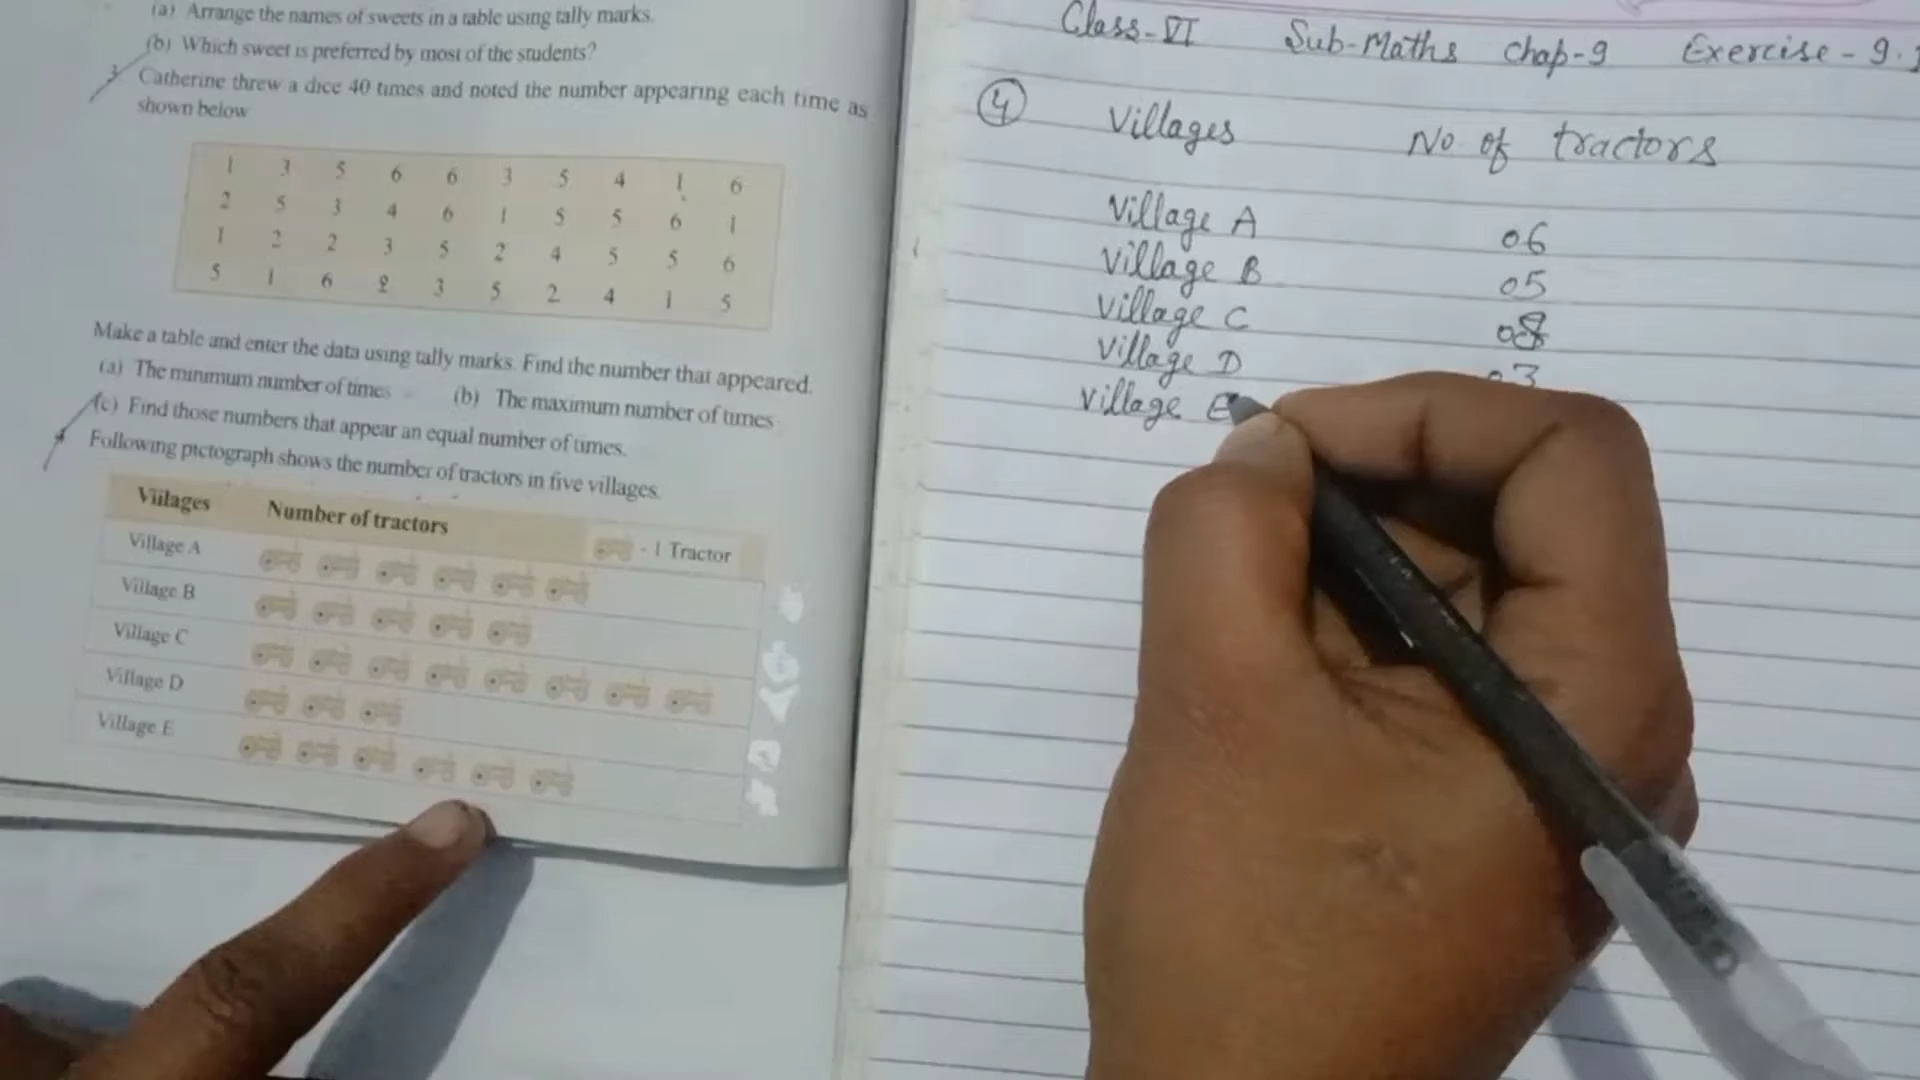 (a) Arrange the names of sweets in a table using tally marks.
(b) Which sweet is preferred by most of the students?
3. Catherine threw a dice 40 times and noted the number appearing each time as
shown below
1 3 5 6 6 3 5 4 1 6
2 5 3 4 6 1 5 5 6 1
1 2 2 3 5 2 4 5 5 6
5 1 6 2 3 5 2 4 1 5
Make a table and enter the data using tally marks. Find the number that appeared.
(a) The minimum number of times (b) The maximum number of times
(c) Find those numbers that appear an equal number of times.
4. Following pictograph shows the number of tractors in five villages.
Villages Number of tractors
- 1 Tractor
Village A
Village B
Village C
Village D
Village E
Class-VI Sub-Maths Chap-9 Exercise-9.1
4 Villages No. of tractors
Village A 06
Village B 05
Village C 08
Village D 03
Village E